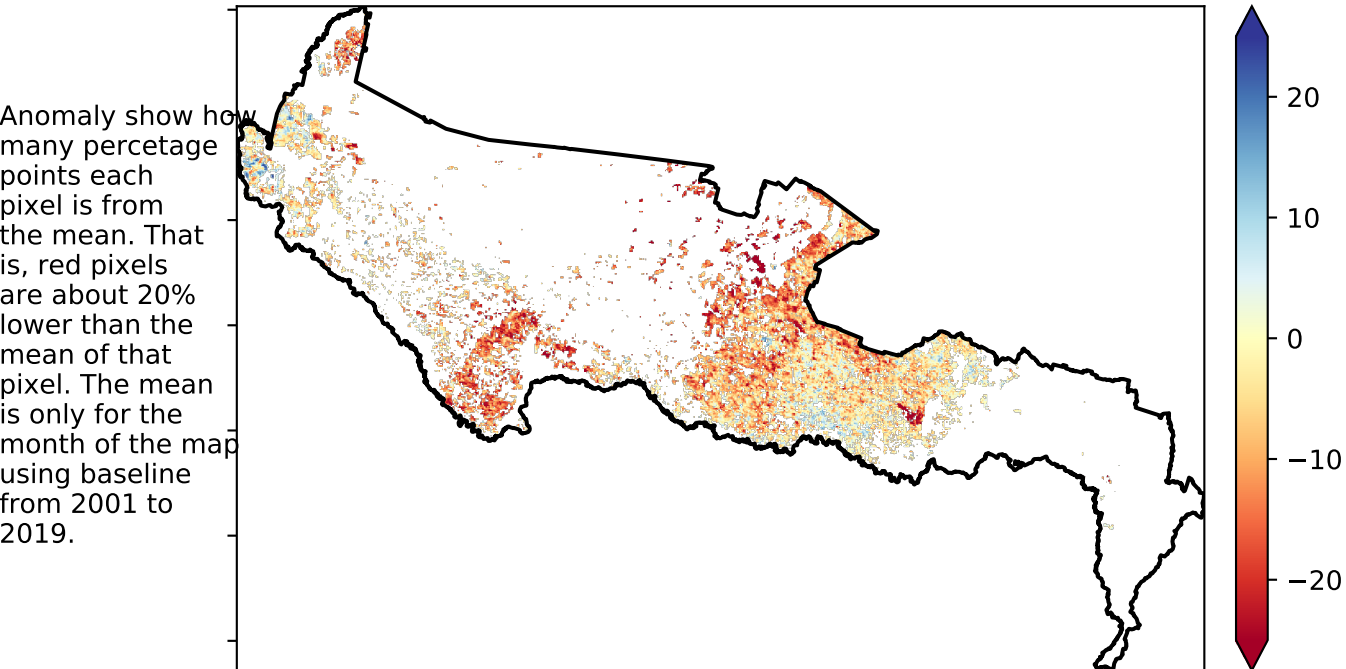 Anomaly show how
many percetage
points each
pixel is from
the mean. That
is, red pixels
are about 20%
lower than the
mean of that
pixel. The mean
is only for the
month of the map
using baseline
from 2001 to
2019.
20
10
0
−10
−20